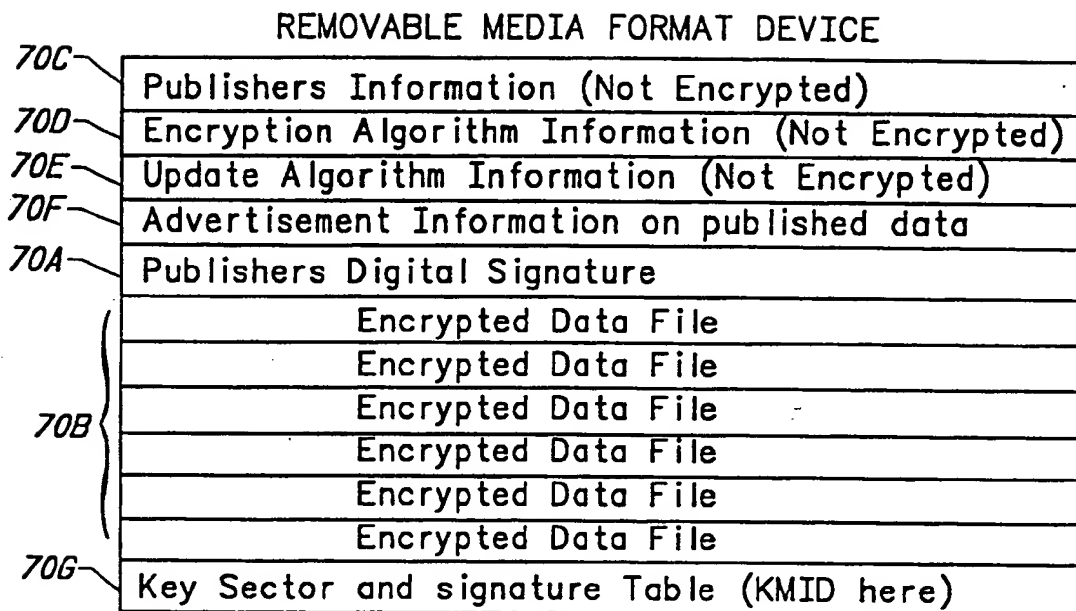 REMOVABLE MEDIA FORMAT DEVICE
70C Publishers Information (Not Encrypted)
70D Encryption Algorithm Information (Not Encrypted)
70E Update Algorithm Information (Not Encrypted)
70F Advertisement Information on published data
70A Publishers Digital Signature
Encrypted Data File
Encrypted Data File
70B Encrypted Data File
Encrypted Data File
Encrypted Data File
Encrypted Data File
70G Key Sector and signature Table (KMID here)